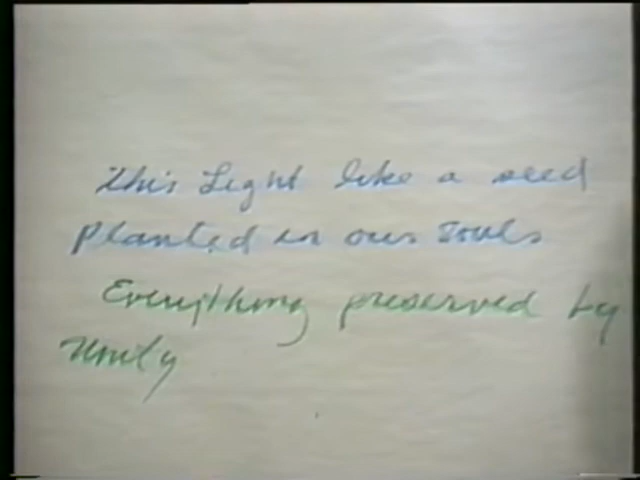 This Light like a seed
planted in our souls
Everything preserved by
Unity